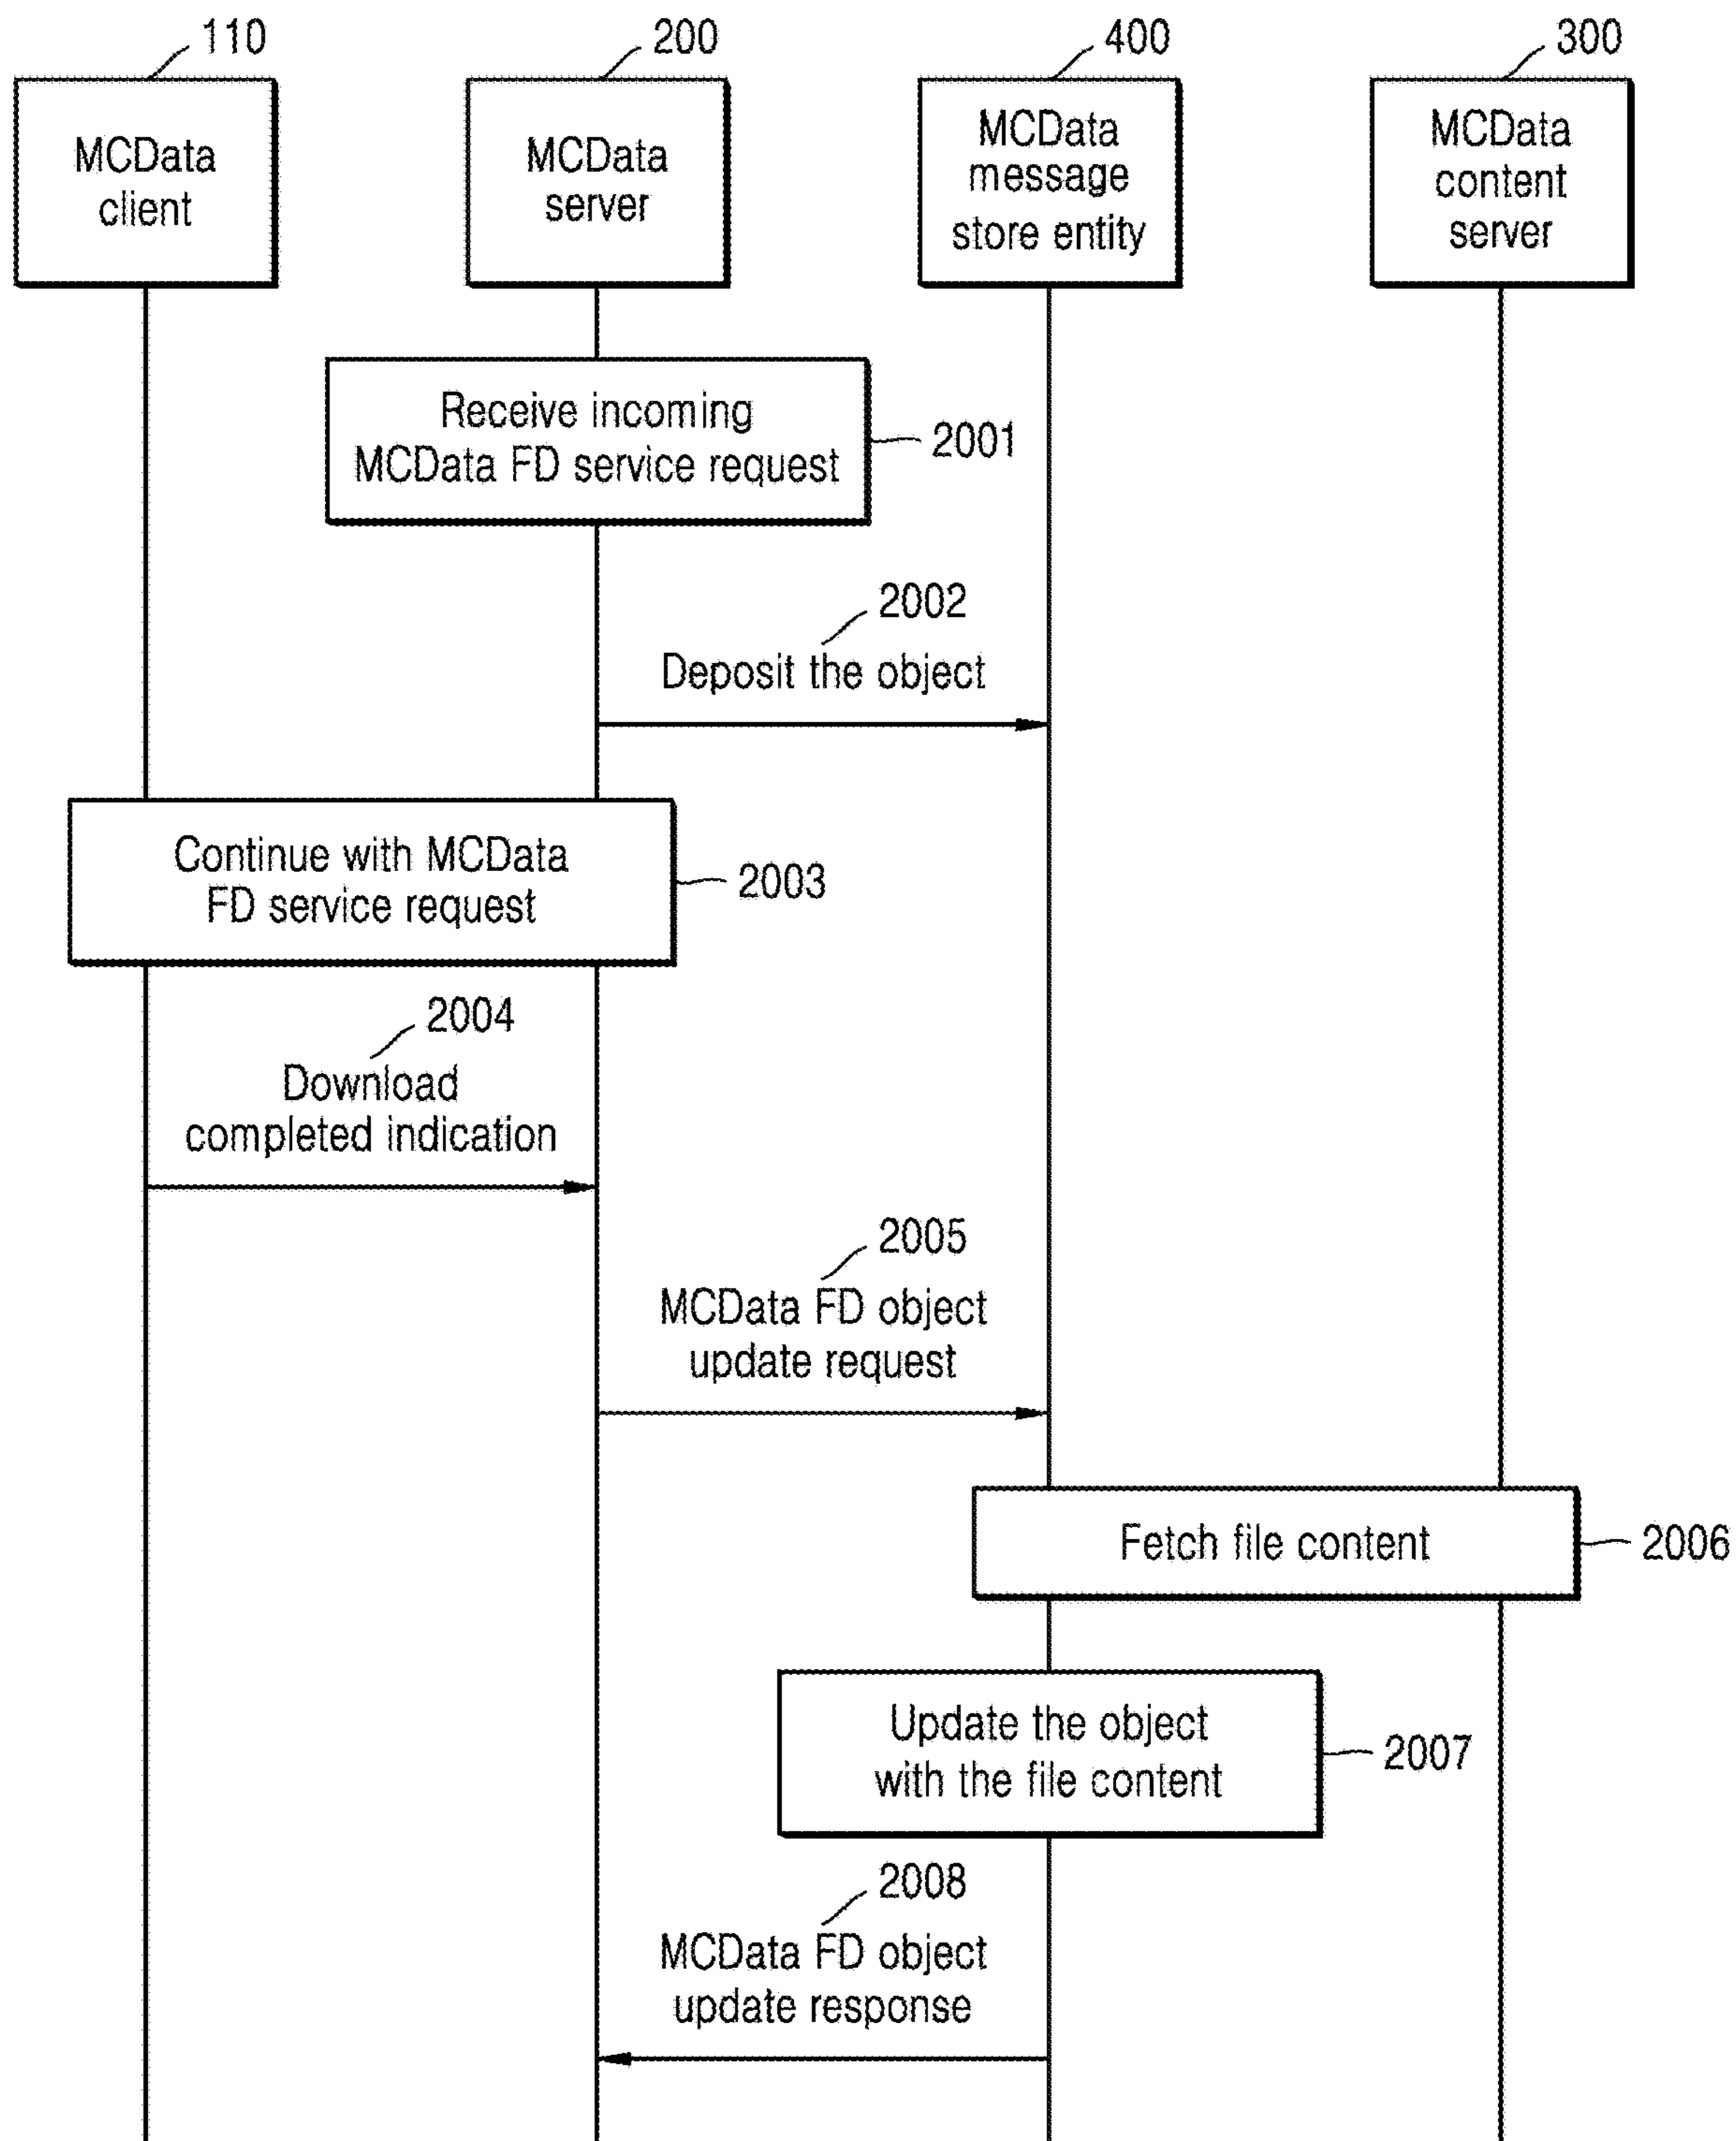 110
200
400
300
MCData
client
MCData
server
MCData
message
store entity
MCData
content
server
Receive incoming
MCData FD service request
2001
2002
Deposit the object
Continue with MCData
FD service request
2003
2004
Download
completed indication
2005
MCData FD object
update request
Fetch file content
2006
Update the object
with the file content
2007
2008
MCData FD object
update response